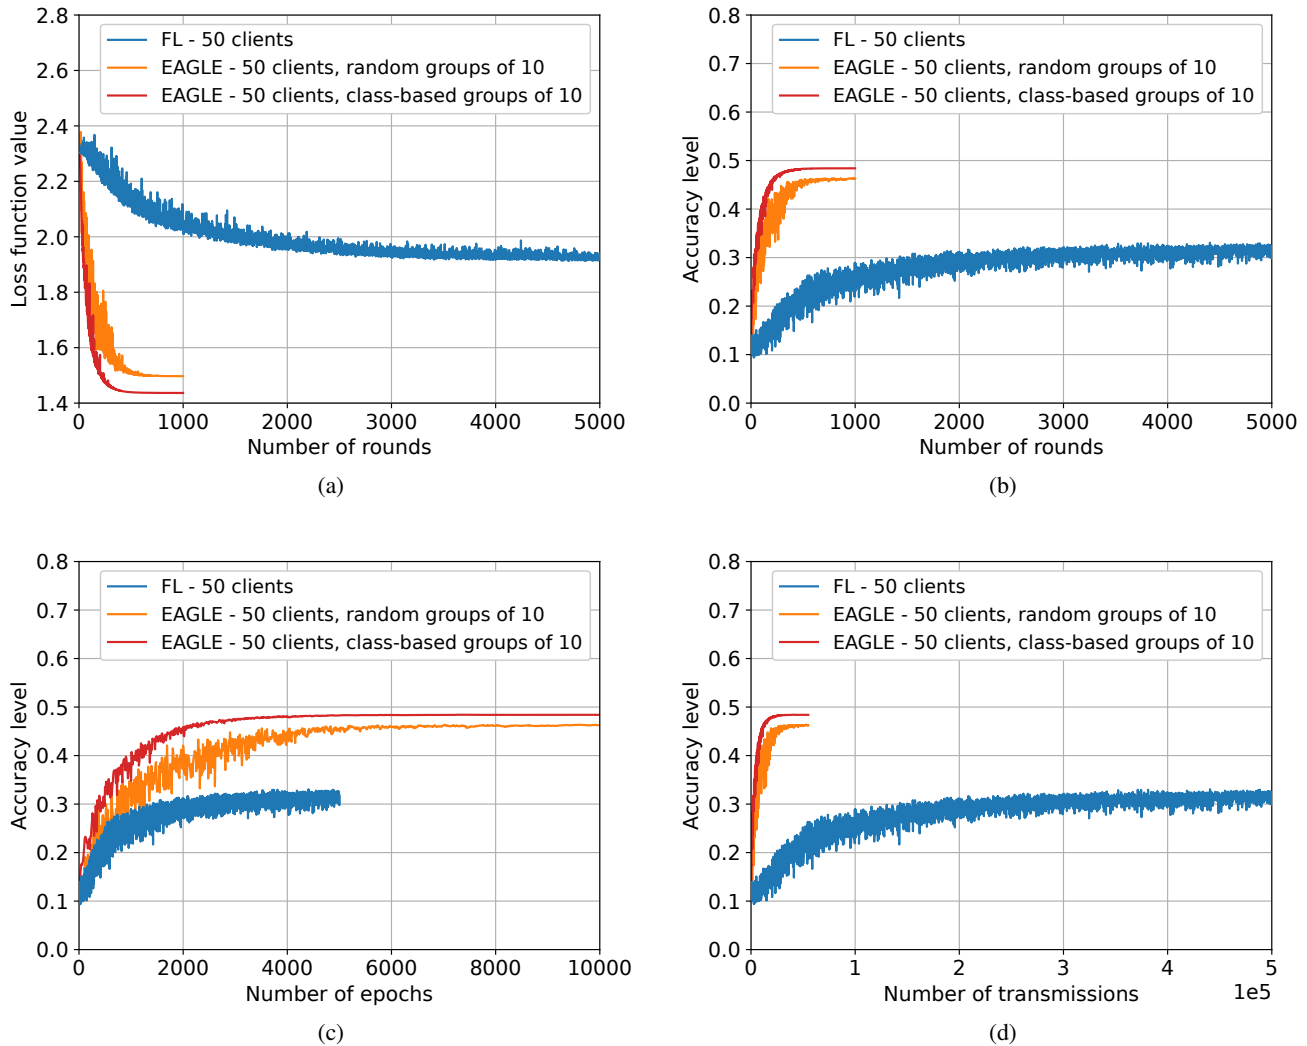 2.8
2.6
2.4
2.2
2.0
1.8
1.6
1.4
Loss function value
FL - 50 clients
EAGLE - 50 clients, random groups of 10
EAGLE - 50 clients, class-based groups of 10
0 1000 2000 3000 4000 5000
Number of rounds
(a)
0.8
0.7
0.6
0.5
0.4
0.3
0.2
0.1
0.0
Accuracy level
FL - 50 clients
EAGLE - 50 clients, random groups of 10
EAGLE - 50 clients, class-based groups of 10
0 1000 2000 3000 4000 5000
Number of rounds
(b)
0.8
0.7
0.6
0.5
0.4
0.3
0.2
0.1
0.0
Accuracy level
FL - 50 clients
EAGLE - 50 clients, random groups of 10
EAGLE - 50 clients, class-based groups of 10
0 2000 4000 6000 8000 10000
Number of epochs
(c)
0.8
0.7
0.6
0.5
0.4
0.3
0.2
0.1
0.0
Accuracy level
FL - 50 clients
EAGLE - 50 clients, random groups of 10
EAGLE - 50 clients, class-based groups of 10
0 1 2 3 4 5
Number of transmissions 1e5
(d)